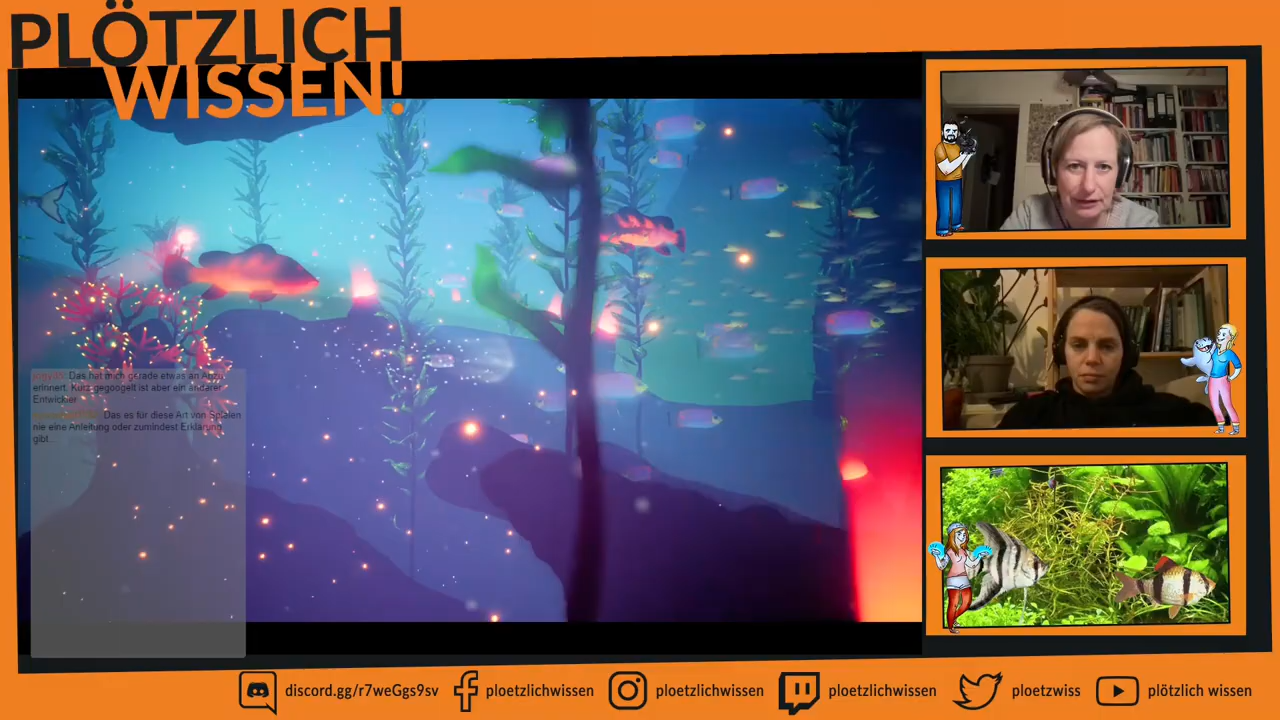 PLÖTZLICH
WISSEN!
Das hat mich gerade etwas an Abzu
erinnert. Kurz gegoogelt ist aber ein anderer
Entwickler
Das es für diese Art von Spielen
nie eine Anleitung oder zumindest Erklärung
gibt.
discord.gg/r7weGgs9sv
ploetzlichwissen
ploetzlichwissen
ploetzlichwissen
ploetzwiss
plötzlich wissen